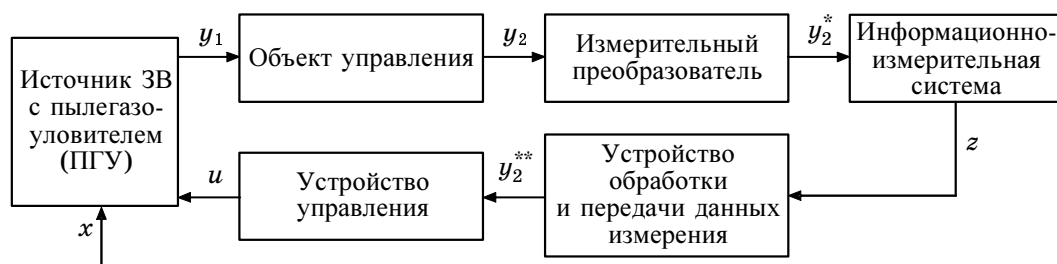 Источник ЗВ
с пылегазо-
уловителем
(ПГУ)
y₁
Объект управления
y₂
Измерительный
преобразователь
y₂*
Информационно-
измерительная
система
z
Устройство
обработки
и передачи данных
измерения
y₂**
Устройство
управления
u
x